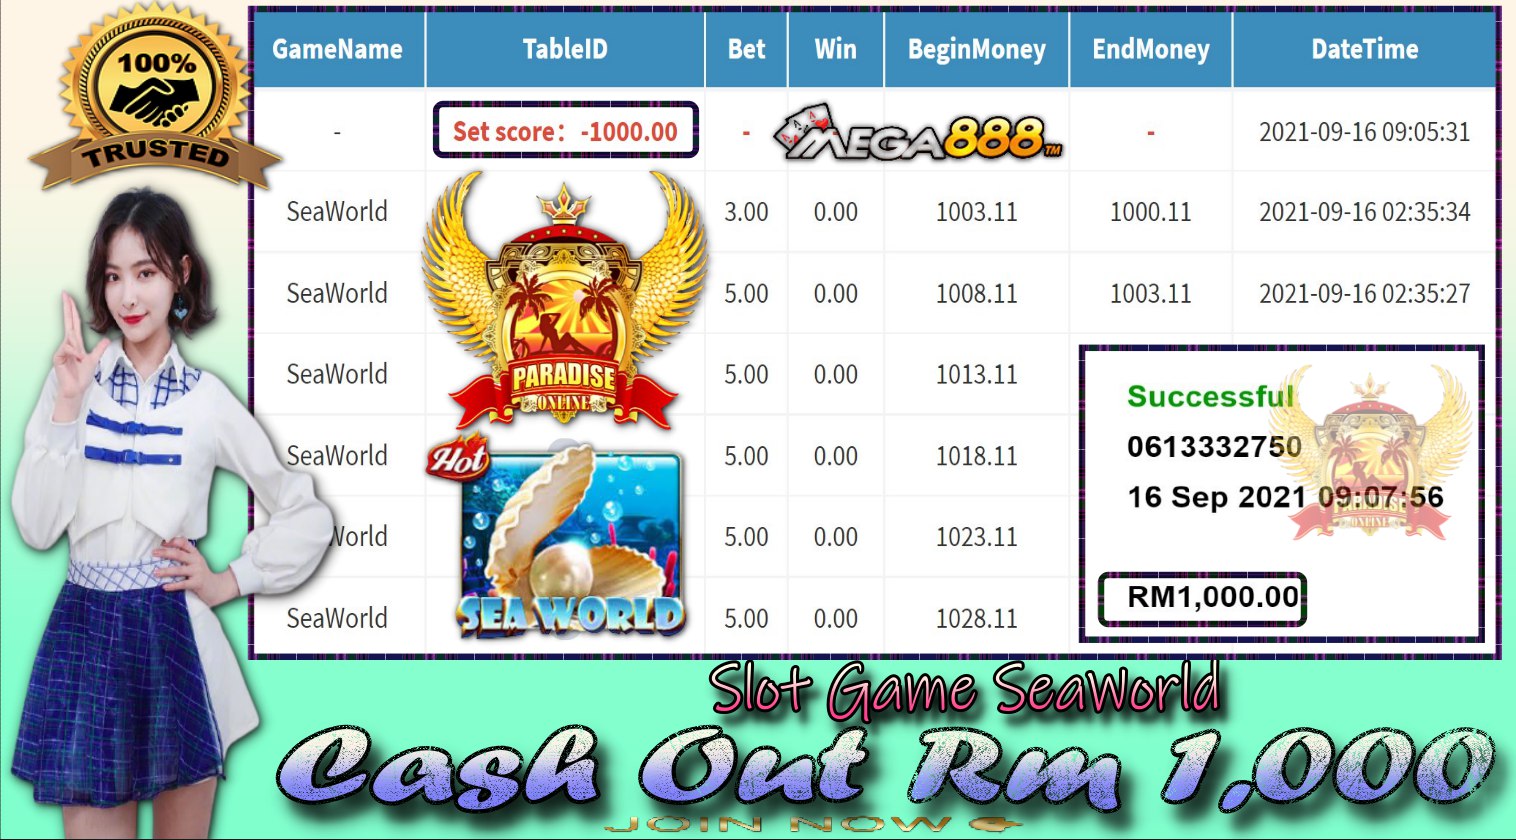 100%
TRUSTED
GameName TableID Bet Win BeginMoney EndMoney DateTime
- Set score: -1000.00 - MEGA888 TM - 2021-09-16 09:05:31
SeaWorld 3.00 0.00 1003.11 1000.11 2021-09-16 02:35:34
SeaWorld 5.00 0.00 1008.11 1003.11 2021-09-16 02:35:27
SeaWorld 5.00 0.00 1013.11
PARADISE
ONLINE
SeaWorld 5.00 0.00 1018.11
Hot
World 5.00 0.00 1023.11
SeaWorld 5.00 0.00 1028.11
SEA WORLD
Successful
0613332750
16 Sep 2021 09:07:56
PARADISE
ONLINE
RM1,000.00
Slot Game SeaWorld
Cash Out Rm 1,000
JOIN NOW